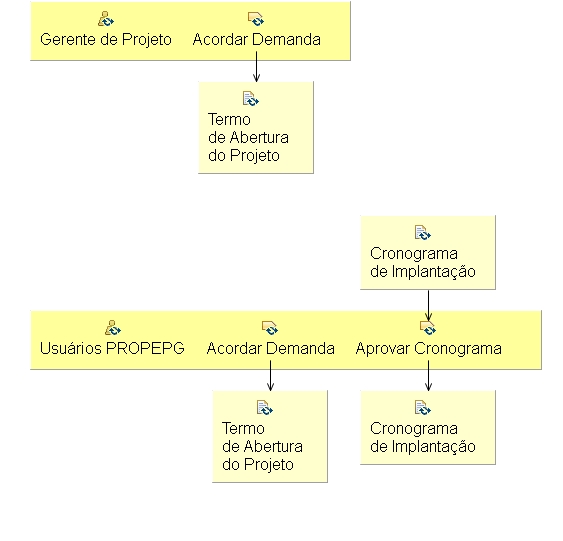 Gerente de Projeto Acordar Demanda
Termo
de Abertura
do Projeto
Cronograma
de Implantação
Usuários PROPEPG Acordar Demanda Aprovar Cronograma
Termo
de Abertura
do Projeto
Cronograma
de Implantação